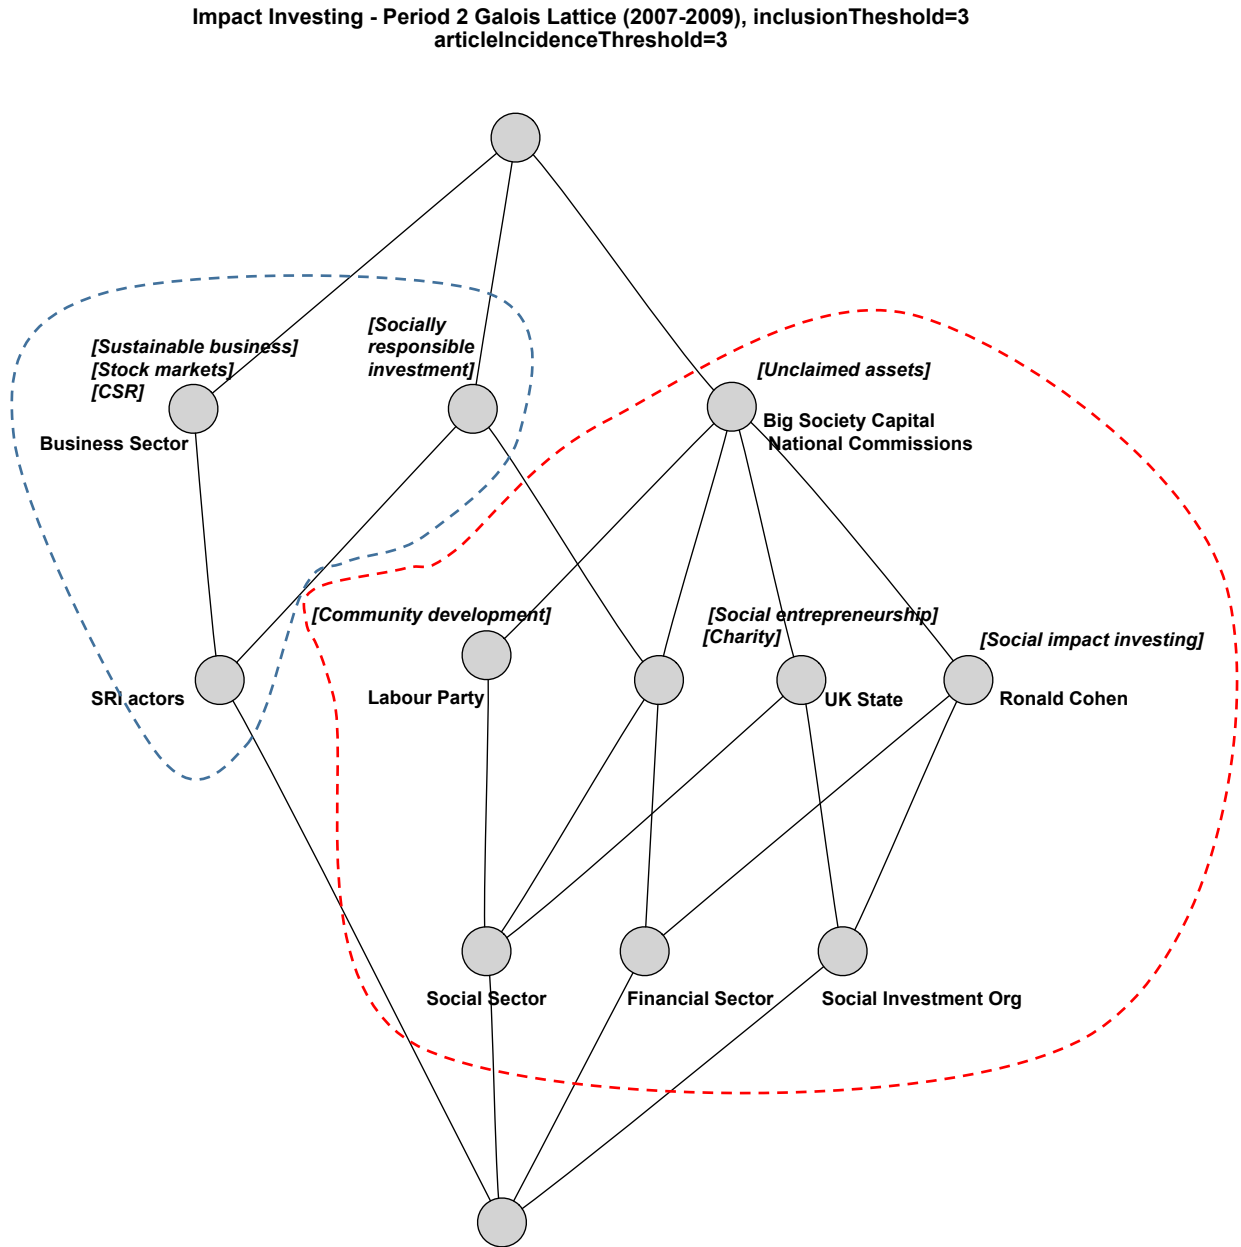 Impact Investing - Period 2 Galois Lattice (2007-2009), inclusionTheshold=3
articleIncidenceThreshold=3
[Socially
responsible
investment]
[Sustainable business]
[Stock markets]
[CSR]
Business Sector
[Unclaimed assets]
Big Society Capital
National Commissions
[Community development]
Labour Party
[Social entrepreneurship]
[Charity]
UK State
[Social impact investing]
Ronald Cohen
SRI actors
Social Sector
Financial Sector
Social Investment Org